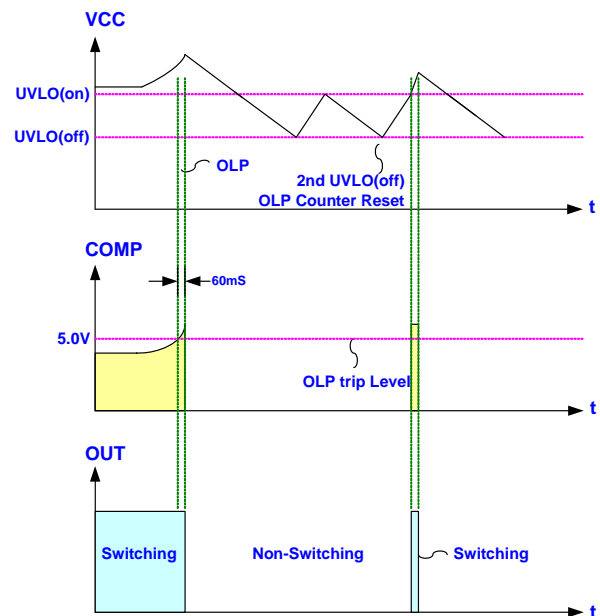 VCC
UVLO(on)
UVLO(off)
OLP
2nd UVLO(off)
OLP Counter Reset
t
COMP
60mS
5.0V
OLP trip Level
t
OUT
Switching
Non-Switching
Switching
t